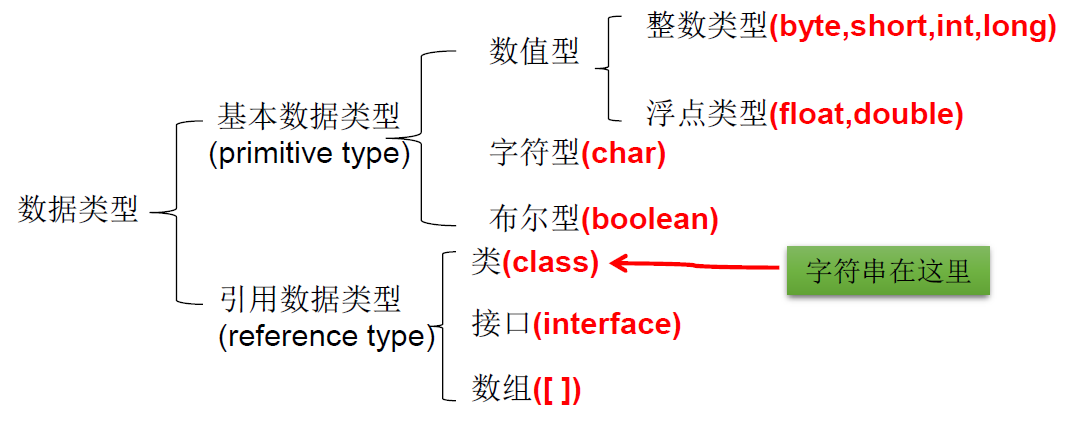 数据类型
基本数据类型
(primitive type)
数值型
整数类型(byte,short,int,long)
浮点类型(float,double)
字符型(char)
布尔型(boolean)
引用数据类型
(reference type)
类(class)
字符串在这里
接口(interface)
数组([ ])